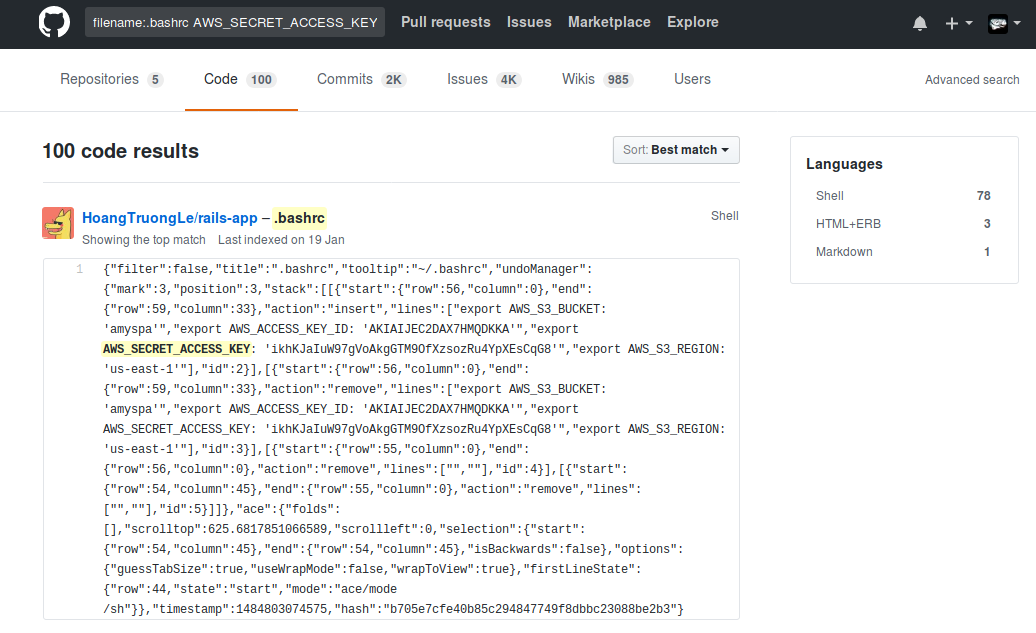 filename:.bashrc AWS_SECRET_ACCESS_KEY
Pull requests Issues Marketplace Explore
Repositories 5 Code 100 Commits 2K Issues 4K Wikis 985 Users Advanced search
100 code results
Sort: Best match
HoangTruongLe/rails-app – .bashrc
Shell
Showing the top match Last indexed on 19 Jan
1 {"filter":false,"title":".bashrc","tooltip":"~/.bashrc","undoManager":
{"mark":3,"position":3,"stack":[[{"start":{"row":56,"column":0},"end":
{"row":59,"column":33},"action":"insert","lines":["export AWS_S3_BUCKET:
'amyspa'","export AWS_ACCESS_KEY_ID: 'AKIAIJEC2DAX7HMQDKKA'","export
AWS_SECRET_ACCESS_KEY: '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'","export AWS_S3_REGION:
'us-east-1'"],"id":2}],[{"start":{"row":56,"column":0},"end":
{"row":59,"column":33},"action":"remove","lines":["export AWS_S3_BUCKET:
'amyspa'","export AWS_ACCESS_KEY_ID: 'AKIAIJEC2DAX7HMQDKKA'","export
AWS_SECRET_ACCESS_KEY: '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'","export AWS_S3_REGION:
'us-east-1'"],"id":3}],[{"start":{"row":55,"column":0},"end":
{"row":56,"column":0},"action":"remove","lines":["",""],"id":4}],[{"start":
{"row":54,"column":45},"end":{"row":55,"column":0},"action":"remove","lines":
["",""],"id":5}]]},"ace":{"folds":
[],"scrolltop":625.6817851066589,"scrollleft":0,"selection":{"start":
{"row":54,"column":45},"end":{"row":54,"column":45},"isBackwards":false},"options":
{"guessTabSize":true,"useWrapMode":false,"wrapToView":true},"firstLineState":
{"row":44,"state":"start","mode":"ace/mode
/sh"}},"timestamp":1484803074575,"hash":"b705e7cfe40b85c294847749f8dbbc23088be2b3"}
Languages
Shell 78
HTML+ERB 3
Markdown 1